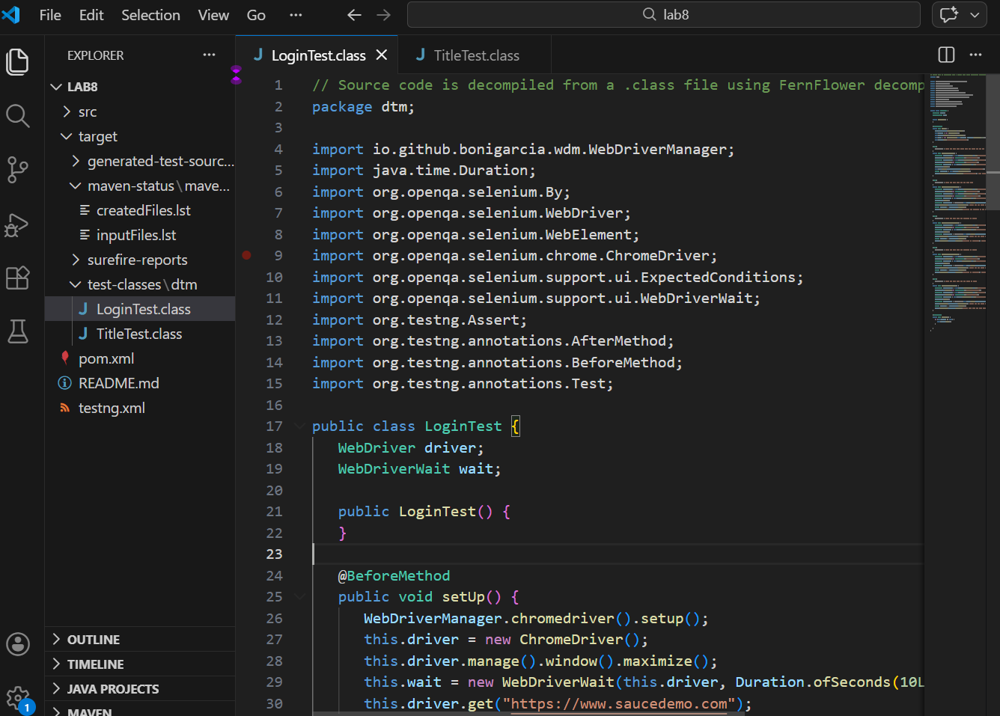 File Edit Selection View Go ··· lab8
EXPLORER ···
LAB8
src
target
generated-test-sourc...
maven-status\mave...
createdFiles.lst
inputFiles.lst
surefire-reports
test-classes\dtm
LoginTest.class
TitleTest.class
pom.xml
README.md
testng.xml
OUTLINE
TIMELINE
JAVA PROJECTS
MAVEN
1
LoginTest.class TitleTest.class ···
1 // Source code is decompiled from a .class file using FernFlower decomp
2 package dtm;
3
4 import io.github.bonigarcia.wdm.WebDriverManager;
5 import java.time.Duration;
6 import org.openqa.selenium.By;
7 import org.openqa.selenium.WebDriver;
8 import org.openqa.selenium.WebElement;
9 import org.openqa.selenium.chrome.ChromeDriver;
10 import org.openqa.selenium.support.ui.ExpectedConditions;
11 import org.openqa.selenium.support.ui.WebDriverWait;
12 import org.testng.Assert;
13 import org.testng.annotations.AfterMethod;
14 import org.testng.annotations.BeforeMethod;
15 import org.testng.annotations.Test;
16
17 public class LoginTest {
18 WebDriver driver;
19 WebDriverWait wait;
20
21 public LoginTest() {
22 }
23
24 @BeforeMethod
25 public void setUp() {
26 WebDriverManager.chromedriver().setup();
27 this.driver = new ChromeDriver();
28 this.driver.manage().window().maximize();
29 this.wait = new WebDriverWait(this.driver, Duration.ofSeconds(10L
30 this.driver.get("https://www.saucedemo.com");